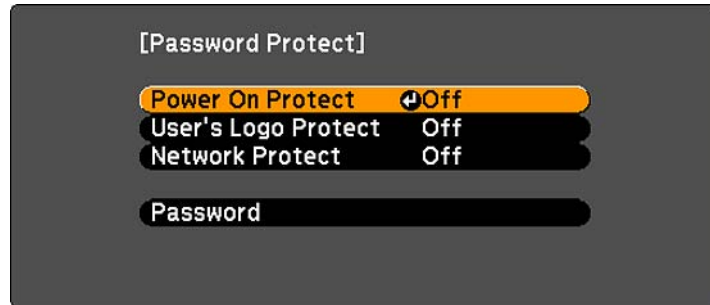 [Password Protect]
Power On Protect Off
User's Logo Protect Off
Network Protect Off
Password